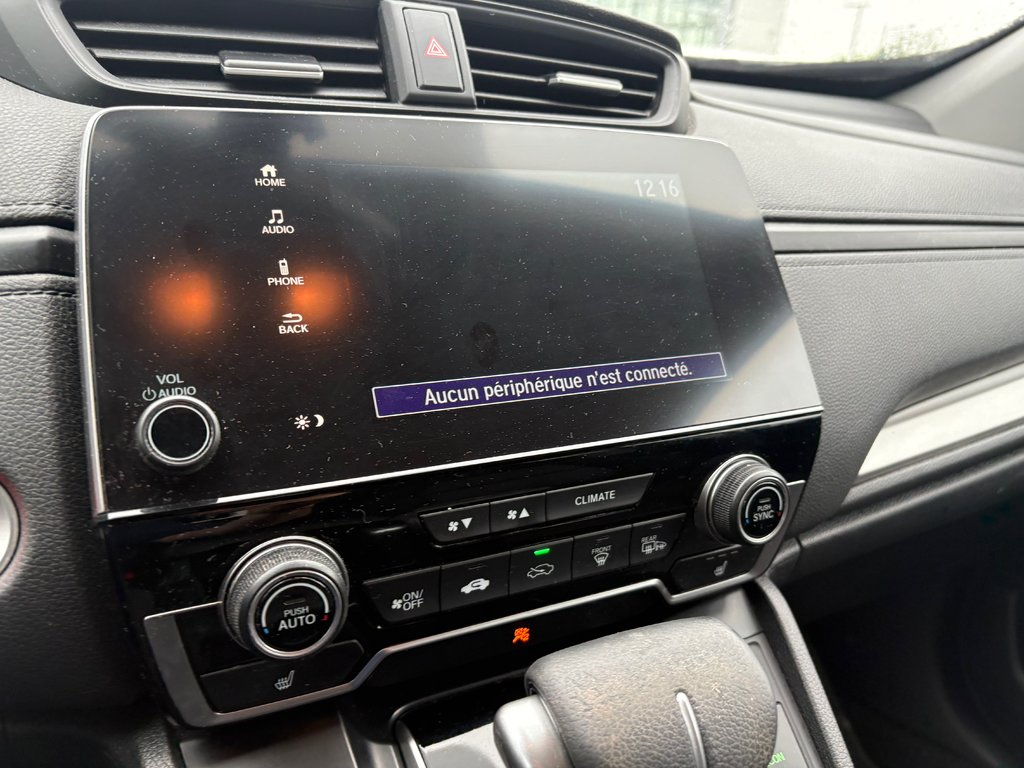 HOME
12 16
AUDIO
PHONE
BACK
VOL
AUDIO
Aucun périphérique n'est connecté.
CLIMATE
PUSH
SYNC
ON/
OFF
FRONT
REAR
PUSH
AUTO